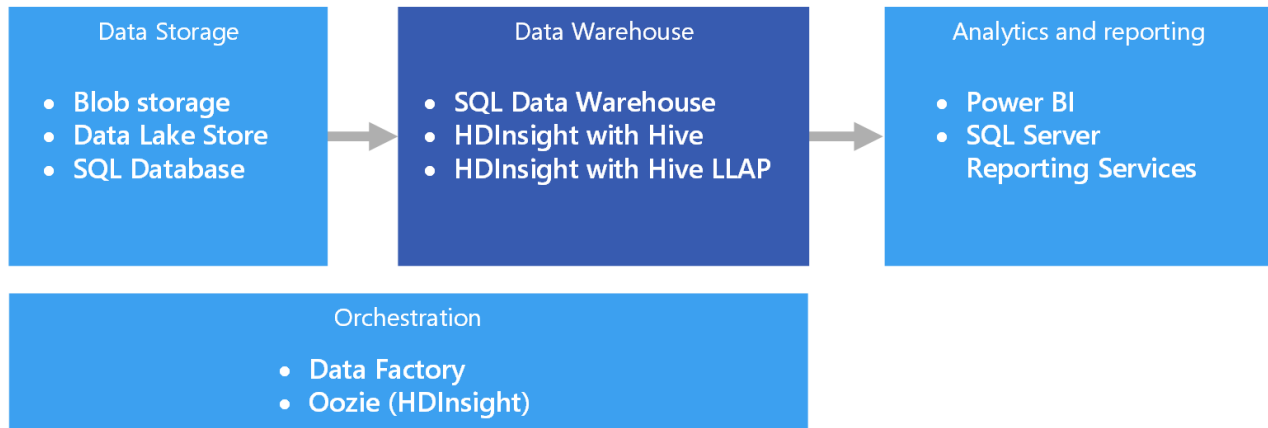 Data Storage
• Blob storage
• Data Lake Store
• SQL Database
Data Warehouse
• SQL Data Warehouse
• HDInsight with Hive
• HDInsight with Hive LLAP
Analytics and reporting
• Power BI
• SQL Server
Reporting Services
Orchestration
• Data Factory
• Oozie (HDInsight)